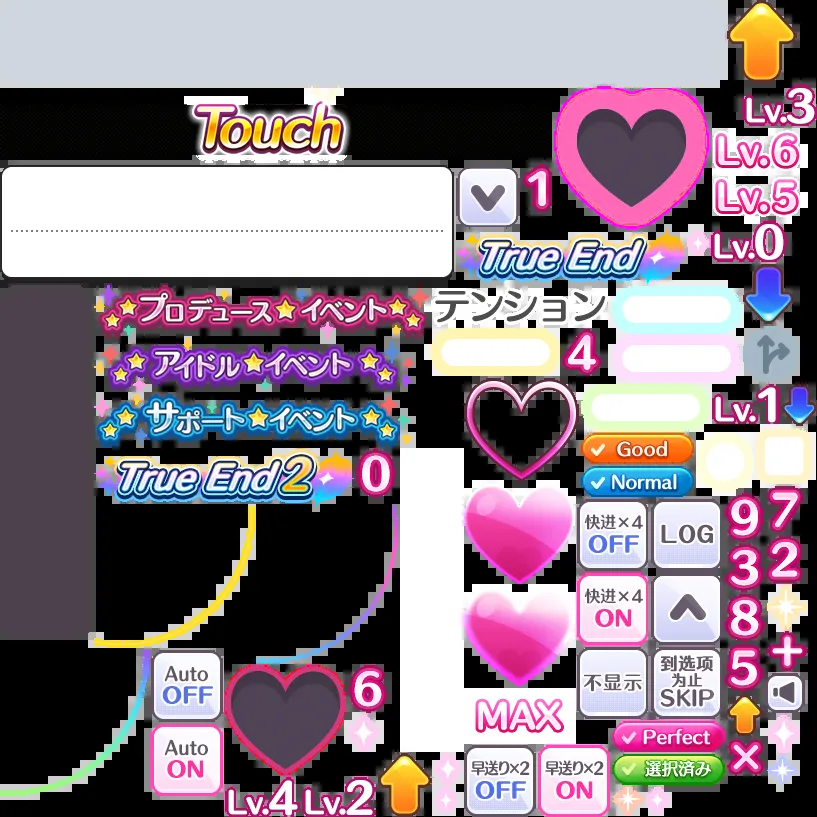 Touch
Lv.3
Lv.6
1
Lv.5
Lv.0
True End
プロデュース★イベント
テンション
アイドル★イベント
4
サポート★イベント
Lv.1
Good
True End 2
0
Normal
快进×4
OFF
LOG
9
7
3
2
快进×4
ON
8
不显示
到选项
为止
SKIP
5
+
Auto
OFF
6
MAX
Perfect
Auto
ON
早送り×2
OFF
早送り×2
ON
選択済み
×
Lv.4
Lv.2